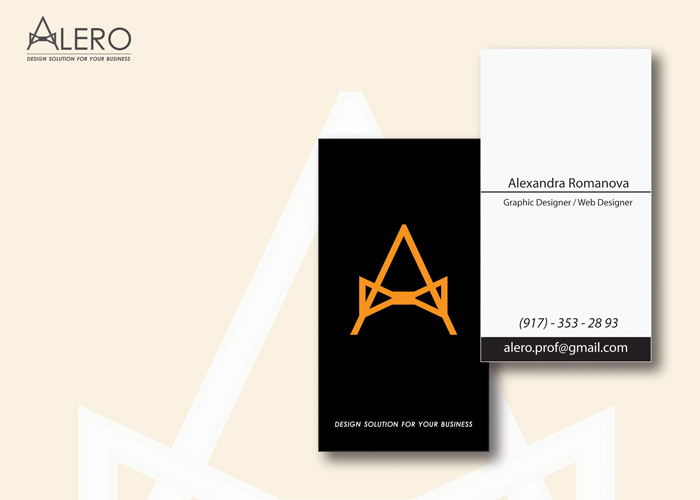 ALERO
DESIGN SOLUTION FOR YOUR BUSINESS
Alexandra Romanova
Graphic Designer / Web Designer
(917) - 353 - 28 93
alero.prof@gmail.com
A
DESIGN SOLUTION FOR YOUR BUSINESS